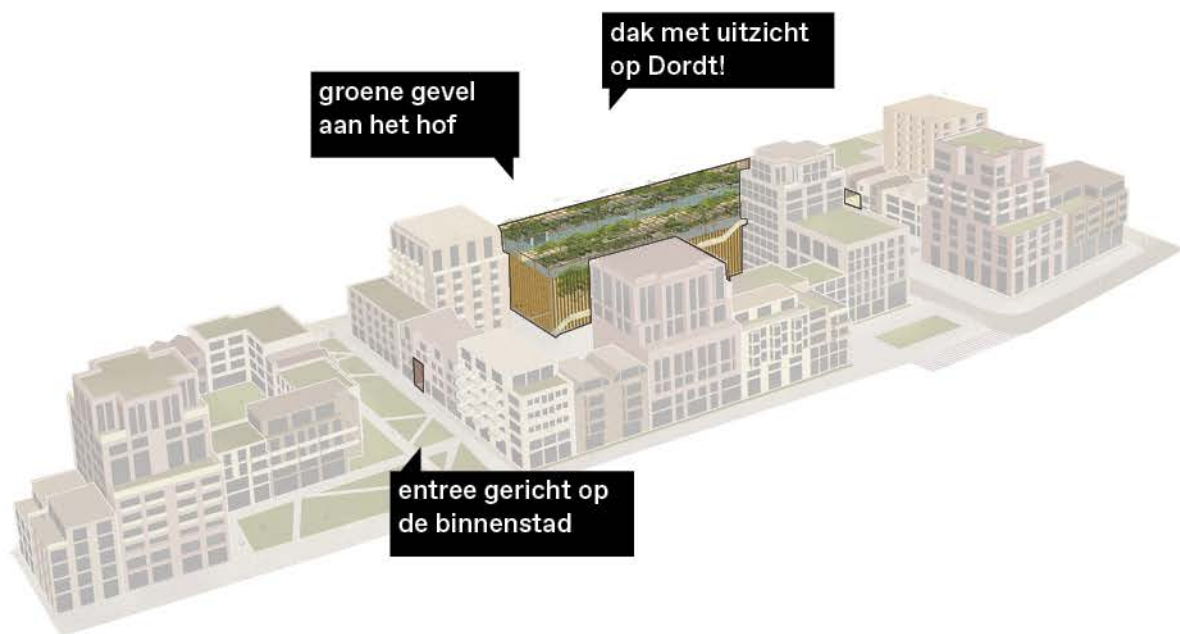 dak met uitzicht
op Dordt!
groene gevel
aan het hof
entree gericht op
de binnenstad